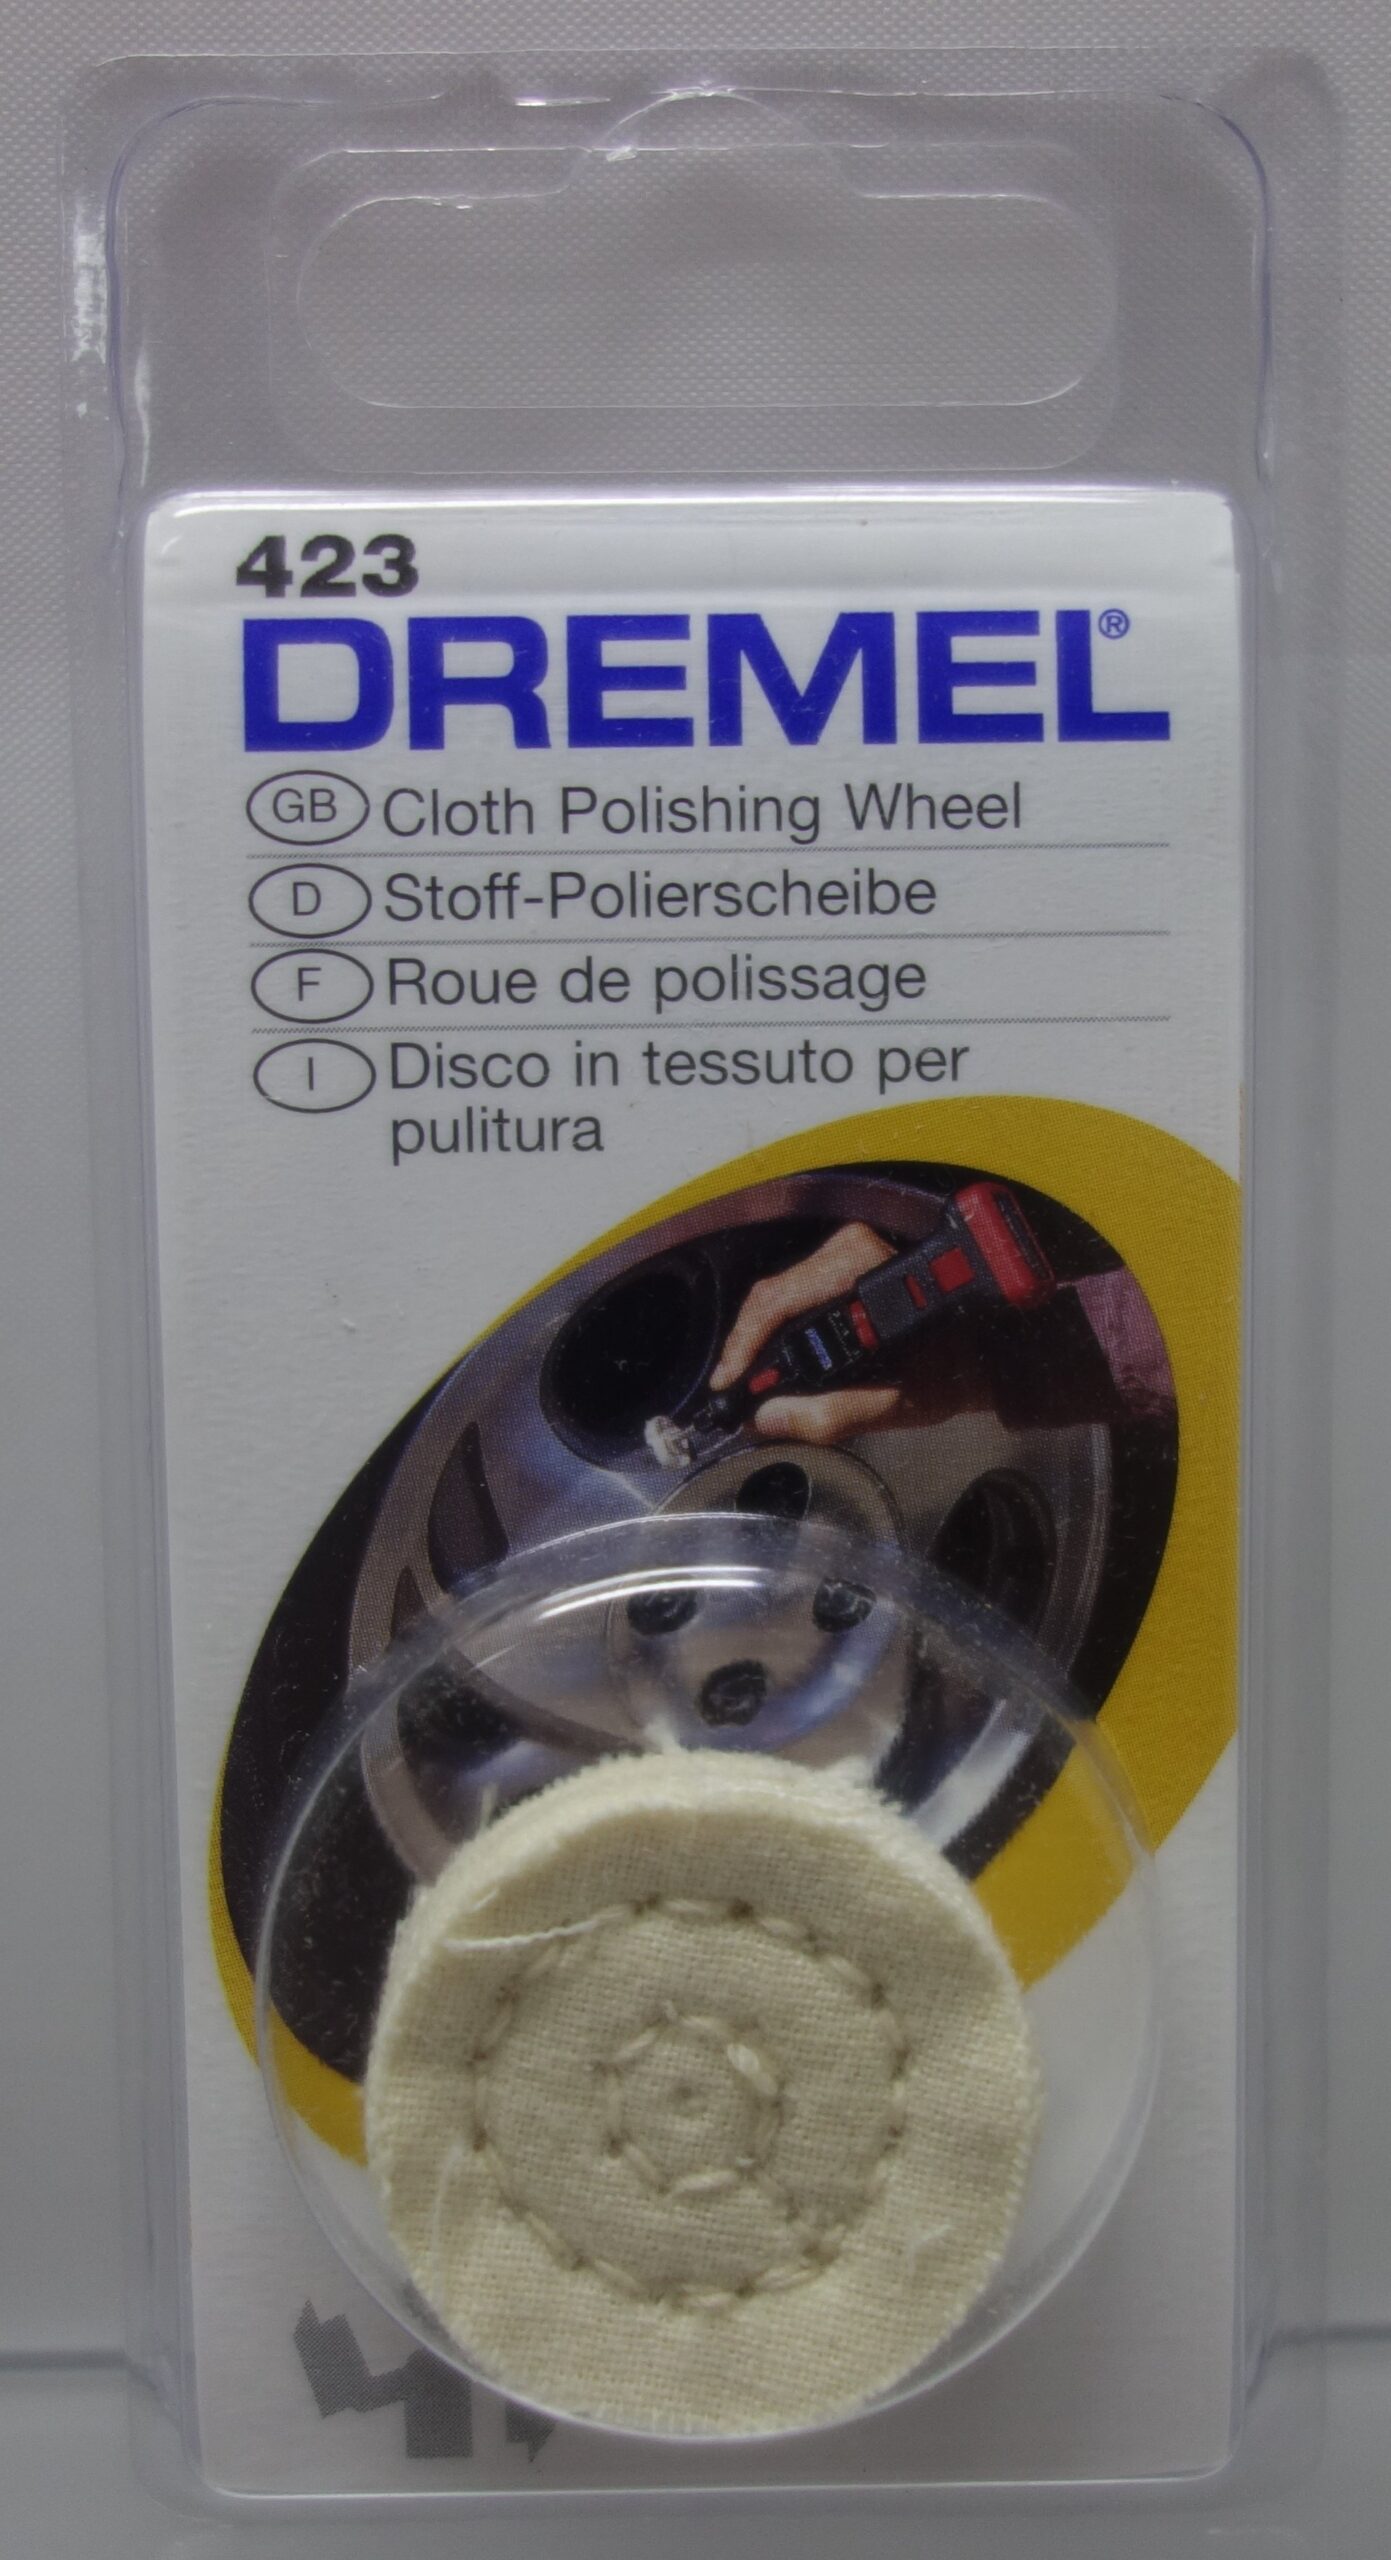 423
DREMEL®
GB Cloth Polishing Wheel
D Stoff-Polierscheibe
F Roue de polissage
I Disco in tessuto per
pulitura